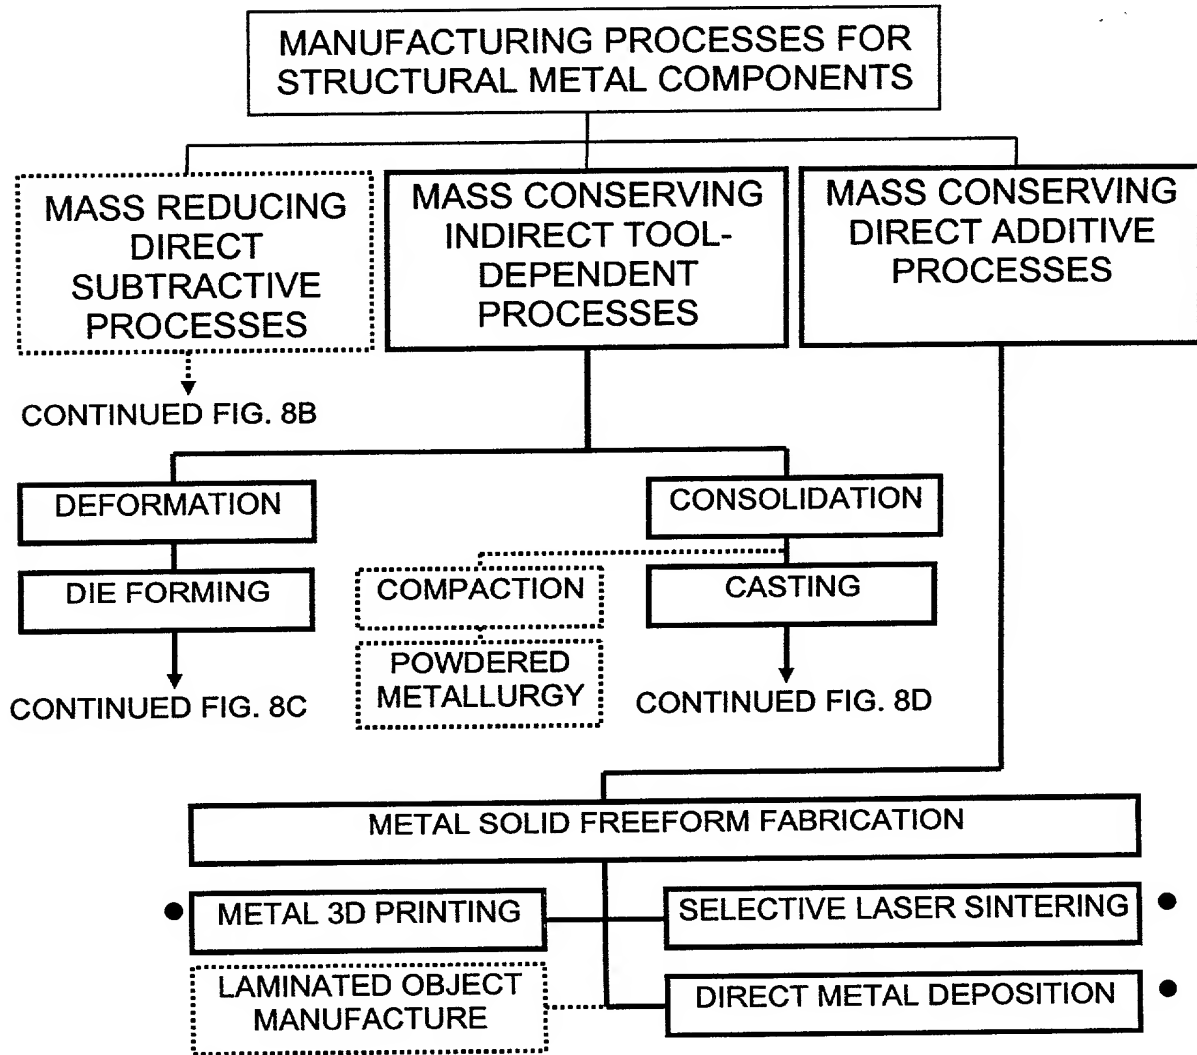 MANUFACTURING PROCESSES FOR
STRUCTURAL METAL COMPONENTS
MASS REDUCING
DIRECT
SUBTRACTIVE
PROCESSES
MASS CONSERVING
INDIRECT TOOL-
DEPENDENT
PROCESSES
MASS CONSERVING
DIRECT ADDITIVE
PROCESSES
CONTINUED FIG. 8B
DEFORMATION
CONSOLIDATION
DIE FORMING
COMPACTION
CASTING
POWDERED
METALLURGY
CONTINUED FIG. 8C
CONTINUED FIG. 8D
METAL SOLID FREEFORM FABRICATION
METAL 3D PRINTING
SELECTIVE LASER SINTERING
LAMINATED OBJECT
MANUFACTURE
DIRECT METAL DEPOSITION